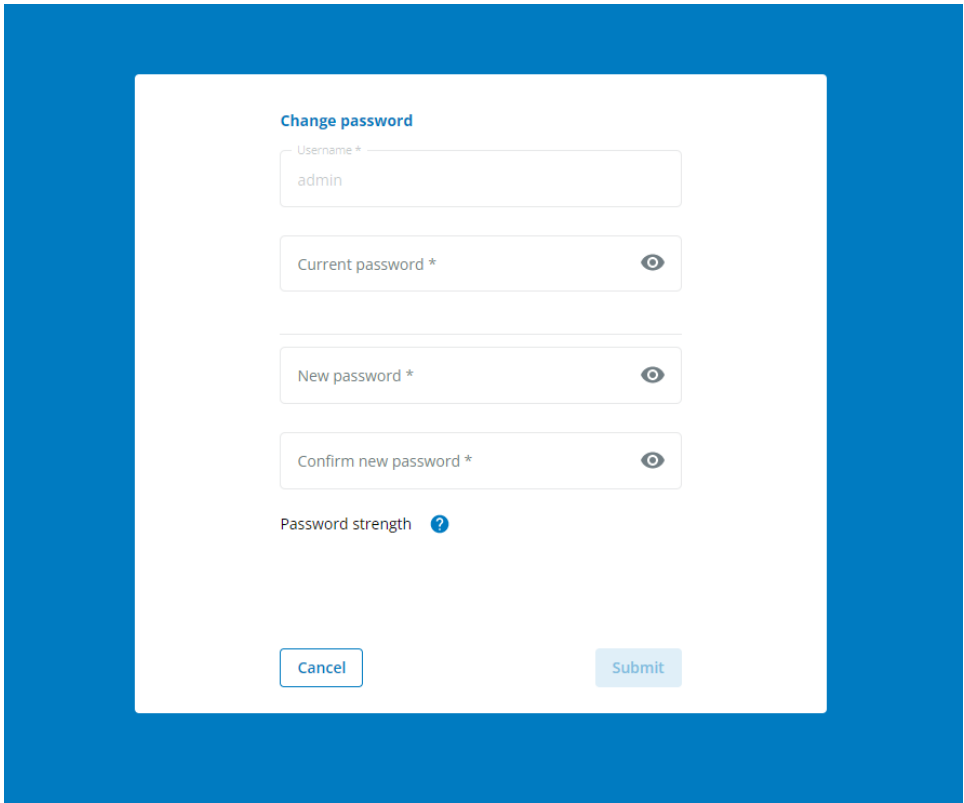 Change password
Username *
admin
Current password *
New password *
Confirm new password *
Password strength ?
Cancel
Submit